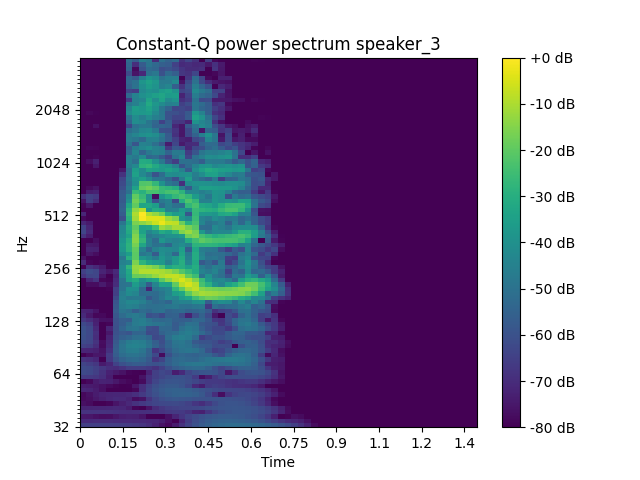 Constant-Q power spectrum speaker_3
Hz
2048
1024
512
256
128
64
32
0 0.15 0.3 0.45 0.6 0.75 0.9 1.1 1.2 1.4
Time
+0 dB
-10 dB
-20 dB
-30 dB
-40 dB
-50 dB
-60 dB
-70 dB
-80 dB